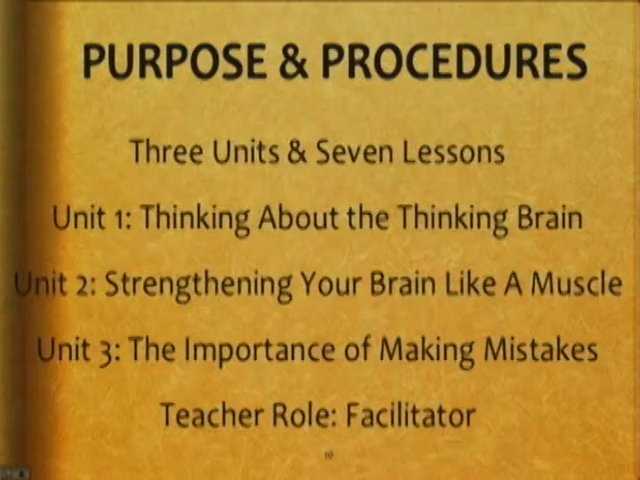 PURPOSE & PROCEDURES
Three Units & Seven Lessons
Unit 1: Thinking About the Thinking Brain
Unit 2: Strengthening Your Brain Like A Muscle
Unit 3: The Importance of Making Mistakes
Teacher Role: Facilitator